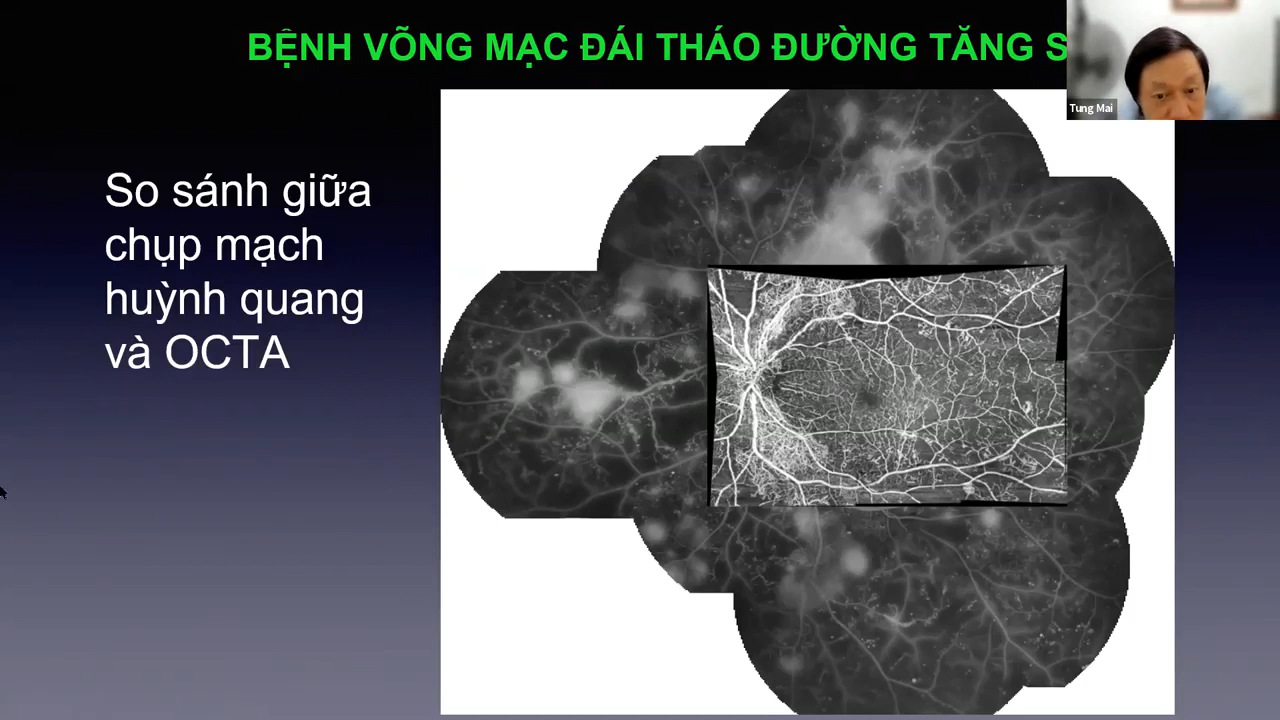 BỆNH VÕNG MẠC ĐÁI THÁO ĐƯỜNG TĂNG S
Tung Mai
So sánh giữa
chụp mạch
huỳnh quang
và OCTA